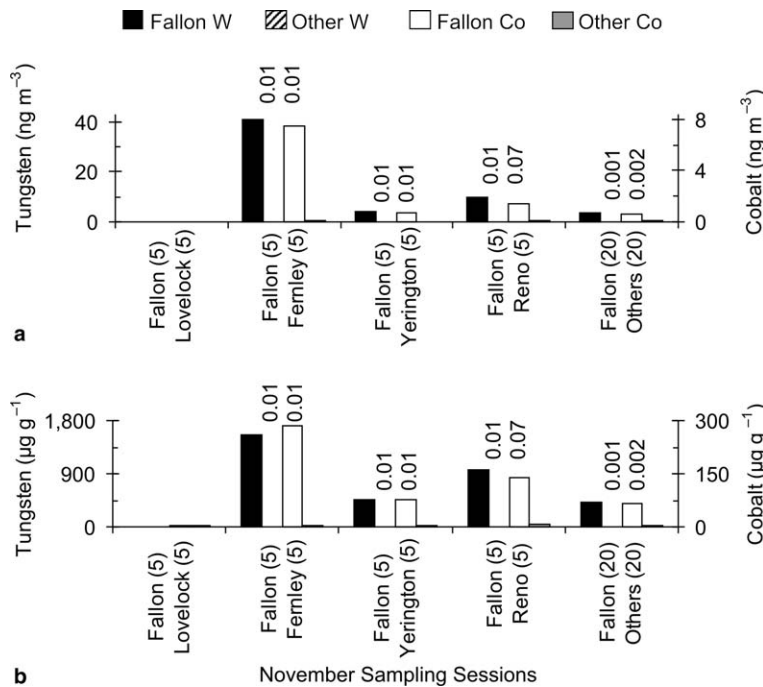 Fallon W Other W Fallon Co Other Co
Tungsten (ng m⁻³)
40
20
0
0.01 0.01
0.01 0.01
0.01 0.07
0.001 0.002
8
4
0
Cobalt (ng m⁻³)
Fallon (5)
Lovelock (5)
Fallon (5)
Fernley (5)
Fallon (5)
Yerington (5)
Fallon (5)
Reno (5)
Fallon (20)
Others (20)
a
Tungsten (µg g⁻¹)
1,800
900
0
0.01 0.01
0.01 0.01
0.01 0.07
0.001 0.002
300
150
0
Cobalt (µg g⁻¹)
Fallon (5)
Lovelock (5)
Fallon (5)
Fernley (5)
Fallon (5)
Yerington (5)
Fallon (5)
Reno (5)
Fallon (20)
Others (20)
b November Sampling Sessions